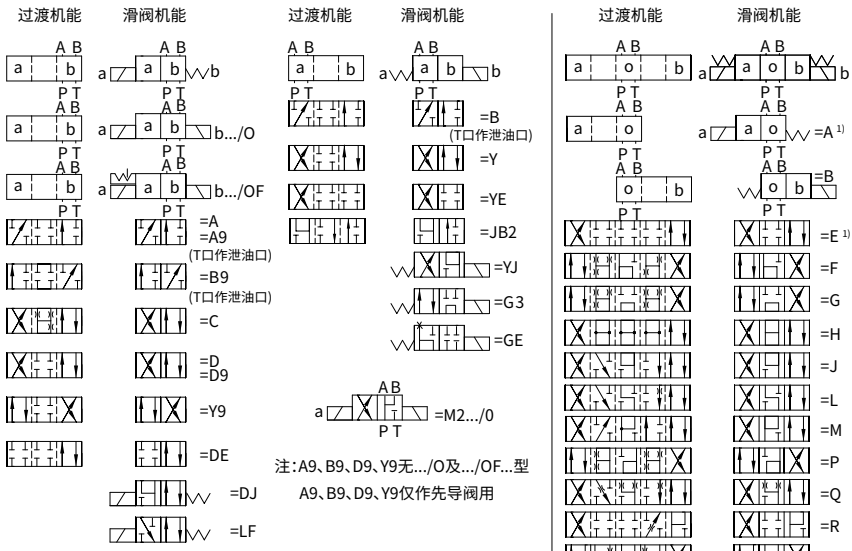 过渡机能 滑阀机能
A B A B
a b a b b
P T P T
A B A B
a b a a b b.../O
P T P T
A B A B
a b a a b b.../OF
P T P T
=A
=A9
(T口作泄油口)
=B9
(T口作泄油口)
=C
=D
=D9
=Y9
=DE
=DJ
=LF
过渡机能 滑阀机能
A B A B
a b a a b b
P T P T
=B
(T口作泄油口)
=Y
=YE
=JB2
=YJ
=G3
=GE
A B
a =M2.../0
P T
注:A9、B9、D9、Y9无.../O及.../OF...型
A9、B9、D9、Y9仅作先导阀用
过渡机能 滑阀机能
A B A B
a o b a a o b b
P T P T
A B A B
a o a a o =A 1)
P T P T
A B A B
o b o b =B
P T P T
=E 1)
=F
=G
=H
=J
=L
=M
=P
=Q
=R